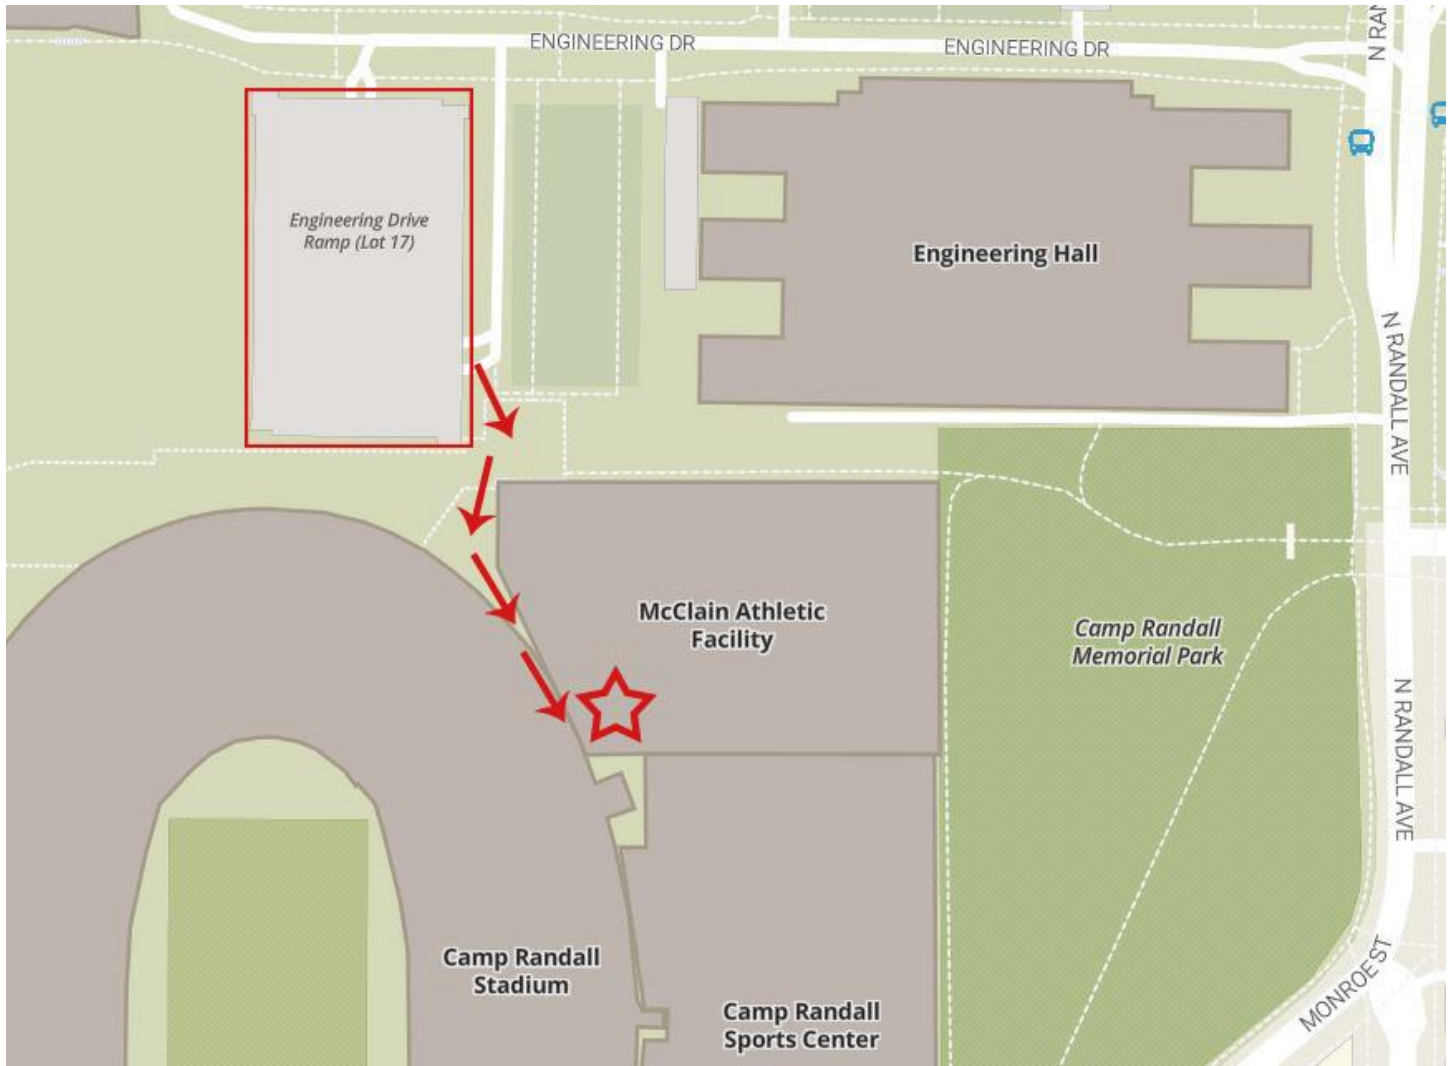 ENGINEERING DR
ENGINEERING DR
N RAN
Engineering Drive
Ramp (Lot 17)
Engineering Hall
N RANDALL AVE
McClain Athletic
Facility
Camp Randall
Memorial Park
N RANDALL AVE
Camp Randall
Stadium
Camp Randall
Sports Center
MONROE ST